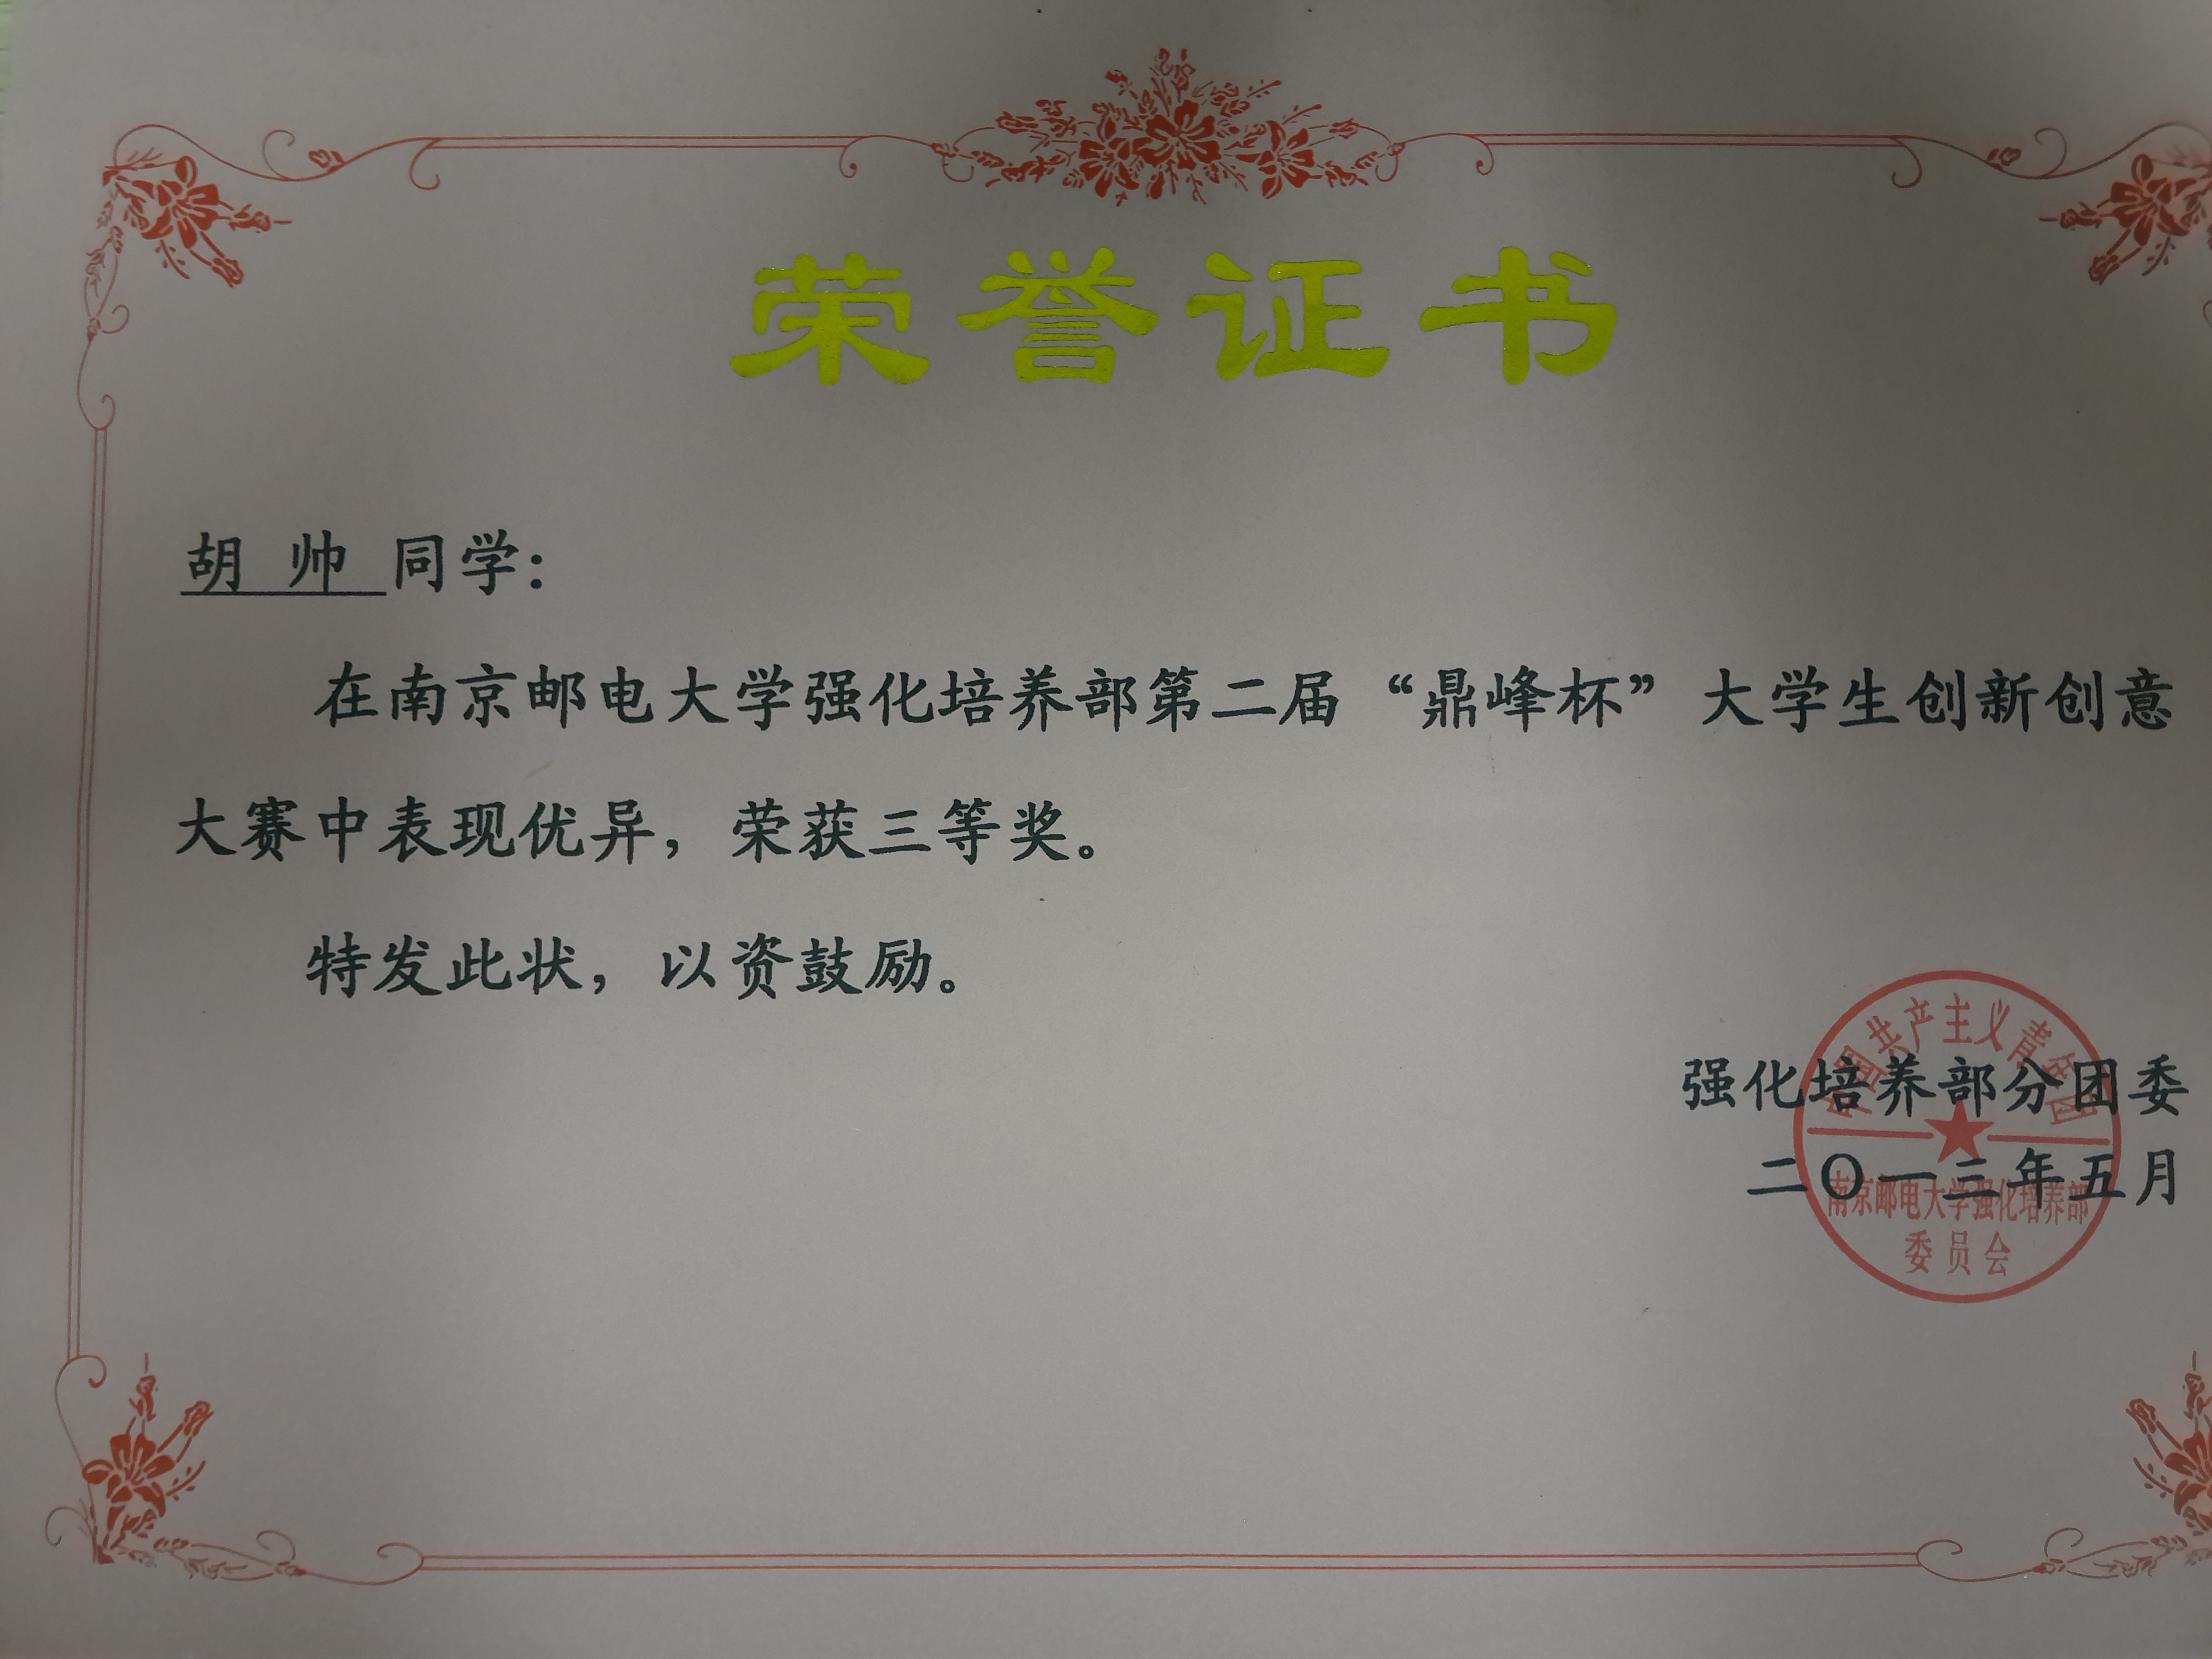 荣誉证书
胡 帅 同学：
在南京邮电大学强化培养部第二届“鼎峰杯”大学生创新创意
大赛中表现优异，荣获三等奖。
特发此状，以资鼓励。
中国共产主义青年团
强化培养部分团委
二〇一三年五月
南京邮电大学强化培养部
委员会